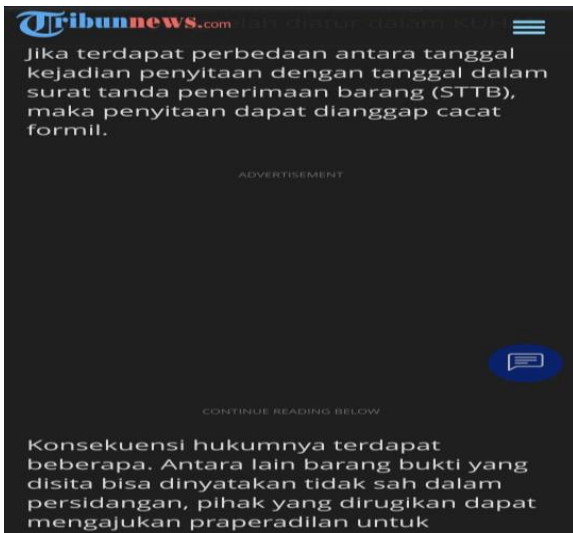 Tribunnews.com
Jika terdapat perbedaan antara tanggal
kejadian penyitaan dengan tanggal dalam
surat tanda penerimaan barang (STTB),
maka penyitaan dapat dianggap cacat
formil.
ADVERTISEMENT
CONTINUE READING BELOW
Konsekuensi hukumnya terdapat
beberapa. Antara lain barang bukti yang
disita bisa dinyatakan tidak sah dalam
persidangan, pihak yang dirugikan dapat
mengajukan praperadilan untuk